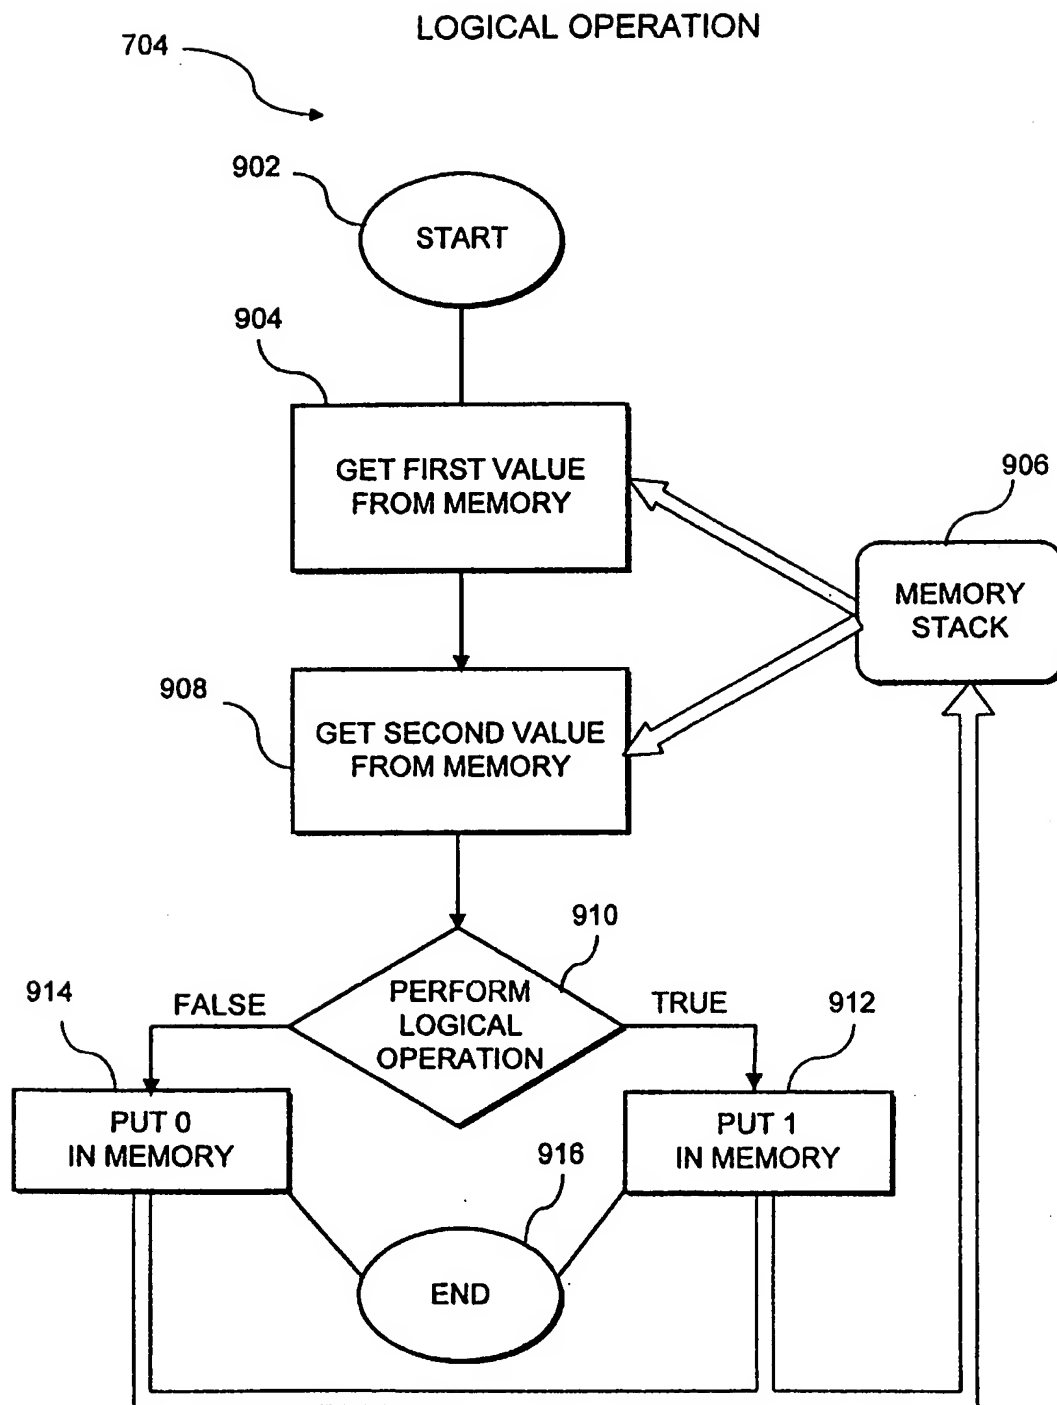 LOGICAL OPERATION
704
902
START
904
GET FIRST VALUE
FROM MEMORY
906
MEMORY
STACK
908
GET SECOND VALUE
FROM MEMORY
910
PERFORM
LOGICAL
OPERATION
FALSE
TRUE
914
912
PUT 0
IN MEMORY
PUT 1
IN MEMORY
916
END